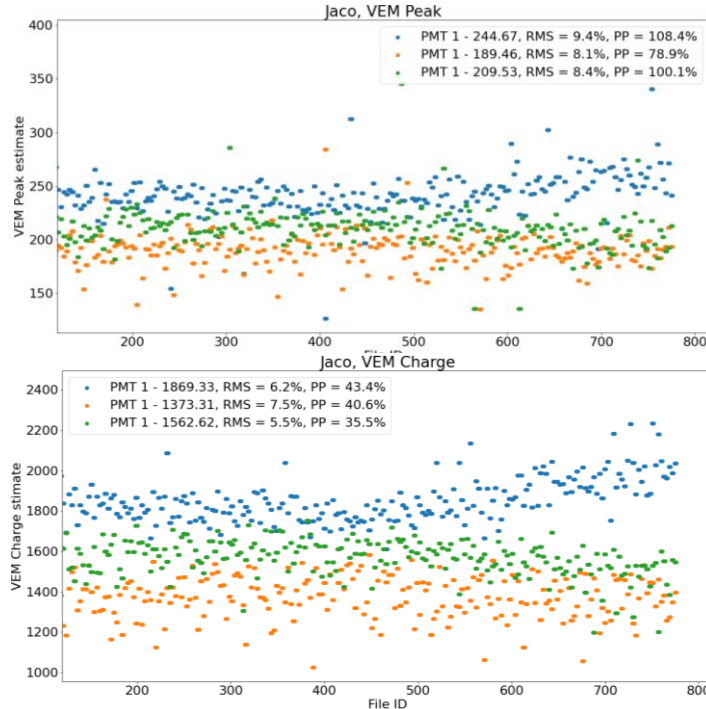 Jaco, VEM Peak
400
350
300
250
200
150
VEM Peak estimate
PMT 1 - 244.67, RMS = 9.4%, PP = 108.4%
PMT 1 - 189.46, RMS = 8.1%, PP = 78.9%
PMT 1 - 209.53, RMS = 8.4%, PP = 100.1%
200 300 400 500 600 700 800
Jaco, VEM Charge
2400
2200
2000
1800
1600
1400
1200
1000
VEM Charge stimate
PMT 1 - 1869.33, RMS = 6.2%, PP = 43.4%
PMT 1 - 1373.31, RMS = 7.5%, PP = 40.6%
PMT 1 - 1562.62, RMS = 5.5%, PP = 35.5%
200 300 400 500 600 700 800
File ID